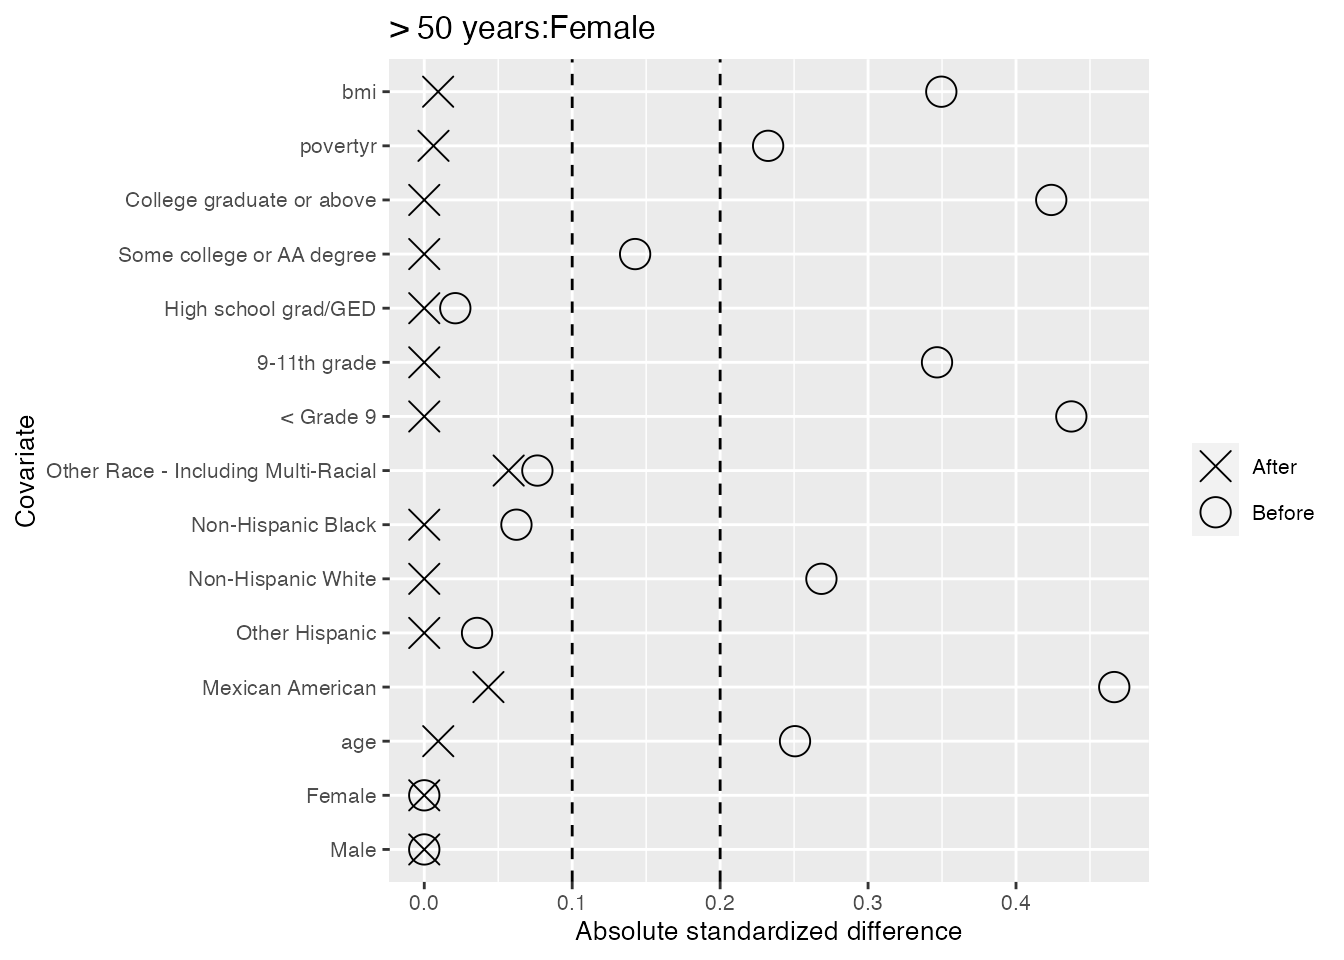 > 50 years:Female
bmi
povertyr
College graduate or above
Some college or AA degree
High school grad/GED
9-11th grade
< Grade 9
Other Race - Including Multi-Racial
Non-Hispanic Black
Non-Hispanic White
Other Hispanic
Mexican American
age
Female
Male
Covariate
0.0 0.1 0.2 0.3 0.4
Absolute standardized difference
After
Before